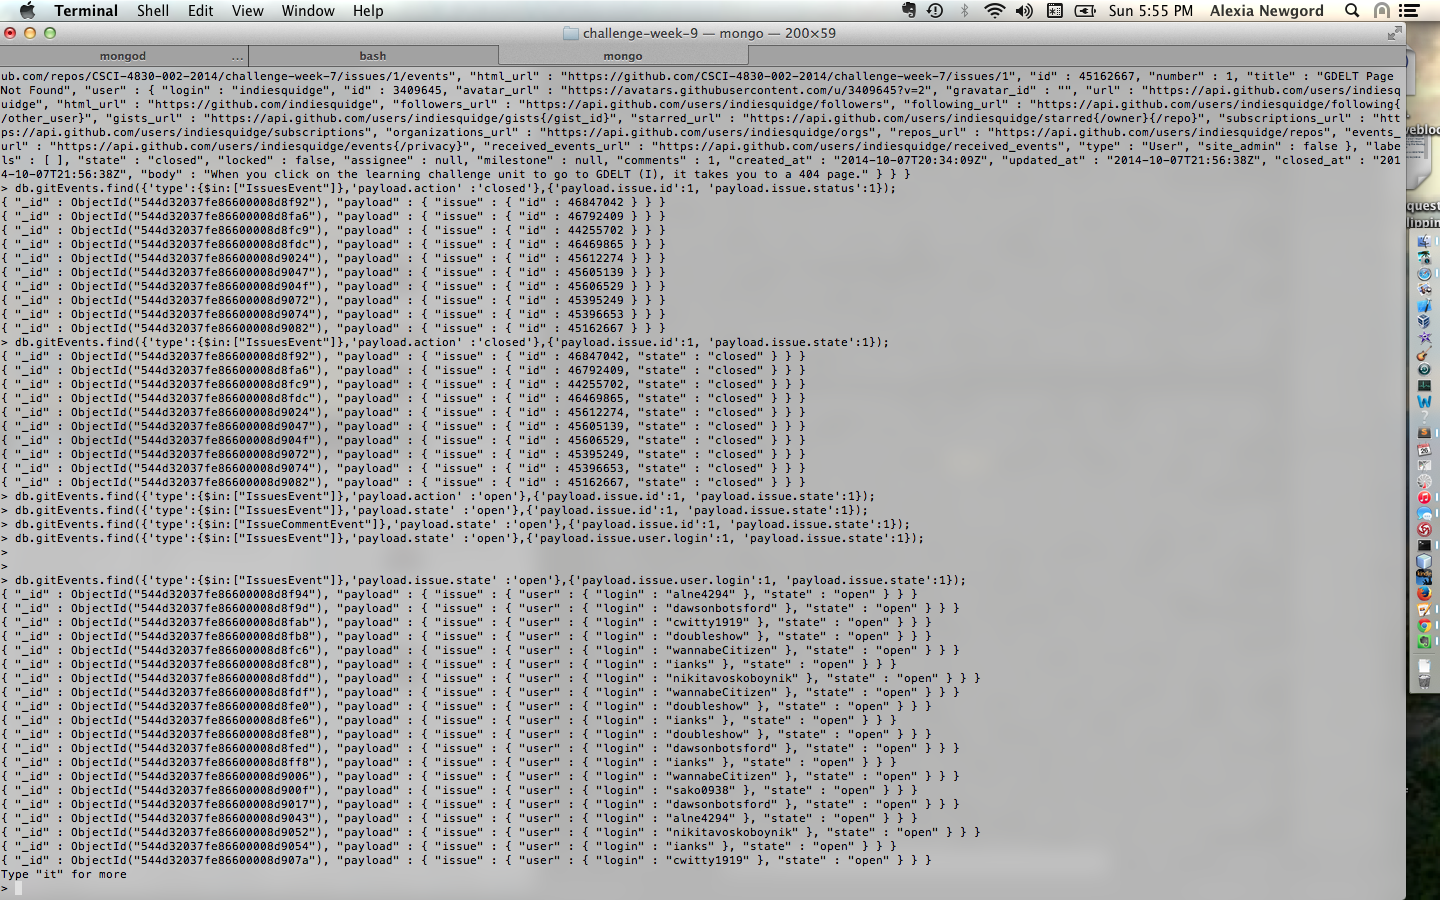 Terminal Shell Edit View Window Help Sun 5:55 PM Alexia Newgord
challenge-week-9 — mongo — 200×59
mongod ... bash mongo
ub.com/repos/CSCI-4830-002-2014/challenge-week-7/issues/1/events", "html_url" : "https://github.com/CSCI-4830-002-2014/challenge-week-7/issues/1", "id" : 45162667, "number" : 1, "title" : "GDELT Page
Not Found", "user" : { "login" : "indiesquidge", "id" : 3409645, "avatar_url" : "https://avatars.githubusercontent.com/u/3409645?v=2", "gravatar_id" : "", "url" : "https://api.github.com/users/indiesq
uidge", "html_url" : "https://github.com/indiesquidge", "followers_url" : "https://api.github.com/users/indiesquidge/followers", "following_url" : "https://api.github.com/users/indiesquidge/following{
/other_user}", "gists_url" : "https://api.github.com/users/indiesquidge/gists{/gist_id}", "starred_url" : "https://api.github.com/users/indiesquidge/starred{/owner}{/repo}", "subscriptions_url" : "htt
ps://api.github.com/users/indiesquidge/subscriptions", "organizations_url" : "https://api.github.com/users/indiesquidge/orgs", "repos_url" : "https://api.github.com/users/indiesquidge/repos", "events_
url" : "https://api.github.com/users/indiesquidge/events{/privacy}", "received_events_url" : "https://api.github.com/users/indiesquidge/received_events", "type" : "User", "site_admin" : false }, "labe
ls" : [ ], "state" : "closed", "locked" : false, "assignee" : null, "milestone" : null, "comments" : 1, "created_at" : "2014-10-07T20:34:09Z", "updated_at" : "2014-10-07T21:56:38Z", "closed_at" : "201
4-10-07T21:56:38Z", "body" : "When you click on the learning challenge unit to go to GDELT (I), it takes you to a 404 page." } } }
> db.gitEvents.find({'type':{$in:["IssuesEvent"]},'payload.action' :'closed'},{'payload.issue.id':1, 'payload.issue.status':1});
{ "_id" : ObjectId("544d32037fe86600008d8f92"), "payload" : { "issue" : { "id" : 46847042 } } }
{ "_id" : ObjectId("544d32037fe86600008d8fa6"), "payload" : { "issue" : { "id" : 46792409 } } }
{ "_id" : ObjectId("544d32037fe86600008d8fc9"), "payload" : { "issue" : { "id" : 44255702 } } }
{ "_id" : ObjectId("544d32037fe86600008d8fdc"), "payload" : { "issue" : { "id" : 46469865 } } }
{ "_id" : ObjectId("544d32037fe86600008d9024"), "payload" : { "issue" : { "id" : 45612274 } } }
{ "_id" : ObjectId("544d32037fe86600008d9047"), "payload" : { "issue" : { "id" : 45605139 } } }
{ "_id" : ObjectId("544d32037fe86600008d904f"), "payload" : { "issue" : { "id" : 45606529 } } }
{ "_id" : ObjectId("544d32037fe86600008d9072"), "payload" : { "issue" : { "id" : 45395249 } } }
{ "_id" : ObjectId("544d32037fe86600008d9074"), "payload" : { "issue" : { "id" : 45396653 } } }
{ "_id" : ObjectId("544d32037fe86600008d9082"), "payload" : { "issue" : { "id" : 45162667 } } }
> db.gitEvents.find({'type':{$in:["IssuesEvent"]},'payload.action' :'closed'},{'payload.issue.id':1, 'payload.issue.state':1});
{ "_id" : ObjectId("544d32037fe86600008d8f92"), "payload" : { "issue" : { "id" : 46847042, "state" : "closed" } } }
{ "_id" : ObjectId("544d32037fe86600008d8fa6"), "payload" : { "issue" : { "id" : 46792409, "state" : "closed" } } }
{ "_id" : ObjectId("544d32037fe86600008d8fc9"), "payload" : { "issue" : { "id" : 44255702, "state" : "closed" } } }
{ "_id" : ObjectId("544d32037fe86600008d8fdc"), "payload" : { "issue" : { "id" : 46469865, "state" : "closed" } } }
{ "_id" : ObjectId("544d32037fe86600008d9024"), "payload" : { "issue" : { "id" : 45612274, "state" : "closed" } } }
{ "_id" : ObjectId("544d32037fe86600008d9047"), "payload" : { "issue" : { "id" : 45605139, "state" : "closed" } } }
{ "_id" : ObjectId("544d32037fe86600008d904f"), "payload" : { "issue" : { "id" : 45606529, "state" : "closed" } } }
{ "_id" : ObjectId("544d32037fe86600008d9072"), "payload" : { "issue" : { "id" : 45395249, "state" : "closed" } } }
{ "_id" : ObjectId("544d32037fe86600008d9074"), "payload" : { "issue" : { "id" : 45396653, "state" : "closed" } } }
{ "_id" : ObjectId("544d32037fe86600008d9082"), "payload" : { "issue" : { "id" : 45162667, "state" : "closed" } } }
> db.gitEvents.find({'type':{$in:["IssuesEvent"]},'payload.action' :'open'},{'payload.issue.id':1, 'payload.issue.state':1});
> db.gitEvents.find({'type':{$in:["IssuesEvent"]},'payload.state' :'open'},{'payload.issue.id':1, 'payload.issue.state':1});
> db.gitEvents.find({'type':{$in:["IssueCommentEvent"]},'payload.state' :'open'},{'payload.issue.id':1, 'payload.issue.state':1});
> db.gitEvents.find({'type':{$in:["IssuesEvent"]},'payload.state' :'open'},{'payload.issue.user.login':1, 'payload.issue.state':1});
>
>
> db.gitEvents.find({'type':{$in:["IssuesEvent"]},'payload.issue.state' :'open'},{'payload.issue.user.login':1, 'payload.issue.state':1});
{ "_id" : ObjectId("544d32037fe86600008d8f94"), "payload" : { "issue" : { "user" : { "login" : "alne4294" }, "state" : "open" } } }
{ "_id" : ObjectId("544d32037fe86600008d8f9d"), "payload" : { "issue" : { "user" : { "login" : "dawsonbotsford" }, "state" : "open" } } }
{ "_id" : ObjectId("544d32037fe86600008d8fab"), "payload" : { "issue" : { "user" : { "login" : "cwitty1919" }, "state" : "open" } } }
{ "_id" : ObjectId("544d32037fe86600008d8fb8"), "payload" : { "issue" : { "user" : { "login" : "doubleshow" }, "state" : "open" } } }
{ "_id" : ObjectId("544d32037fe86600008d8fc6"), "payload" : { "issue" : { "user" : { "login" : "wannabeCitizen" }, "state" : "open" } } }
{ "_id" : ObjectId("544d32037fe86600008d8fc8"), "payload" : { "issue" : { "user" : { "login" : "ianks" }, "state" : "open" } } }
{ "_id" : ObjectId("544d32037fe86600008d8fdd"), "payload" : { "issue" : { "user" : { "login" : "nikitavoskoboynik" }, "state" : "open" } } }
{ "_id" : ObjectId("544d32037fe86600008d8fdf"), "payload" : { "issue" : { "user" : { "login" : "wannabeCitizen" }, "state" : "open" } } }
{ "_id" : ObjectId("544d32037fe86600008d8fe0"), "payload" : { "issue" : { "user" : { "login" : "doubleshow" }, "state" : "open" } } }
{ "_id" : ObjectId("544d32037fe86600008d8fe6"), "payload" : { "issue" : { "user" : { "login" : "ianks" }, "state" : "open" } } }
{ "_id" : ObjectId("544d32037fe86600008d8fe8"), "payload" : { "issue" : { "user" : { "login" : "doubleshow" }, "state" : "open" } } }
{ "_id" : ObjectId("544d32037fe86600008d8fed"), "payload" : { "issue" : { "user" : { "login" : "dawsonbotsford" }, "state" : "open" } } }
{ "_id" : ObjectId("544d32037fe86600008d8ff8"), "payload" : { "issue" : { "user" : { "login" : "ianks" }, "state" : "open" } } }
{ "_id" : ObjectId("544d32037fe86600008d9006"), "payload" : { "issue" : { "user" : { "login" : "wannabeCitizen" }, "state" : "open" } } }
{ "_id" : ObjectId("544d32037fe86600008d900f"), "payload" : { "issue" : { "user" : { "login" : "sako0938" }, "state" : "open" } } }
{ "_id" : ObjectId("544d32037fe86600008d9017"), "payload" : { "issue" : { "user" : { "login" : "dawsonbotsford" }, "state" : "open" } } }
{ "_id" : ObjectId("544d32037fe86600008d9043"), "payload" : { "issue" : { "user" : { "login" : "alne4294" }, "state" : "open" } } }
{ "_id" : ObjectId("544d32037fe86600008d9052"), "payload" : { "issue" : { "user" : { "login" : "nikitavoskoboynik" }, "state" : "open" } } }
{ "_id" : ObjectId("544d32037fe86600008d9054"), "payload" : { "issue" : { "user" : { "login" : "ianks" }, "state" : "open" } } }
{ "_id" : ObjectId("544d32037fe86600008d907a"), "payload" : { "issue" : { "user" : { "login" : "cwitty1919" }, "state" : "open" } } }
Type "it" for more
>